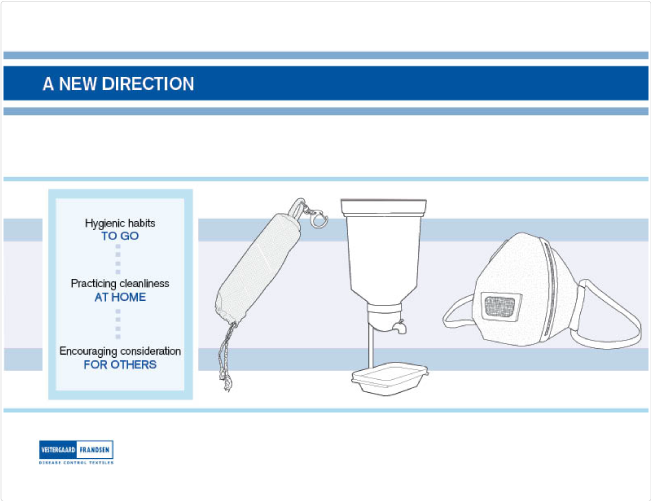 A NEW DIRECTION
Hygienic habits
TO GO
Practicing cleanliness
AT HOME
Encouraging consideration
FOR OTHERS
VESTERGAARD FRANDSEN
DISEASE CONTROL TEXTILES